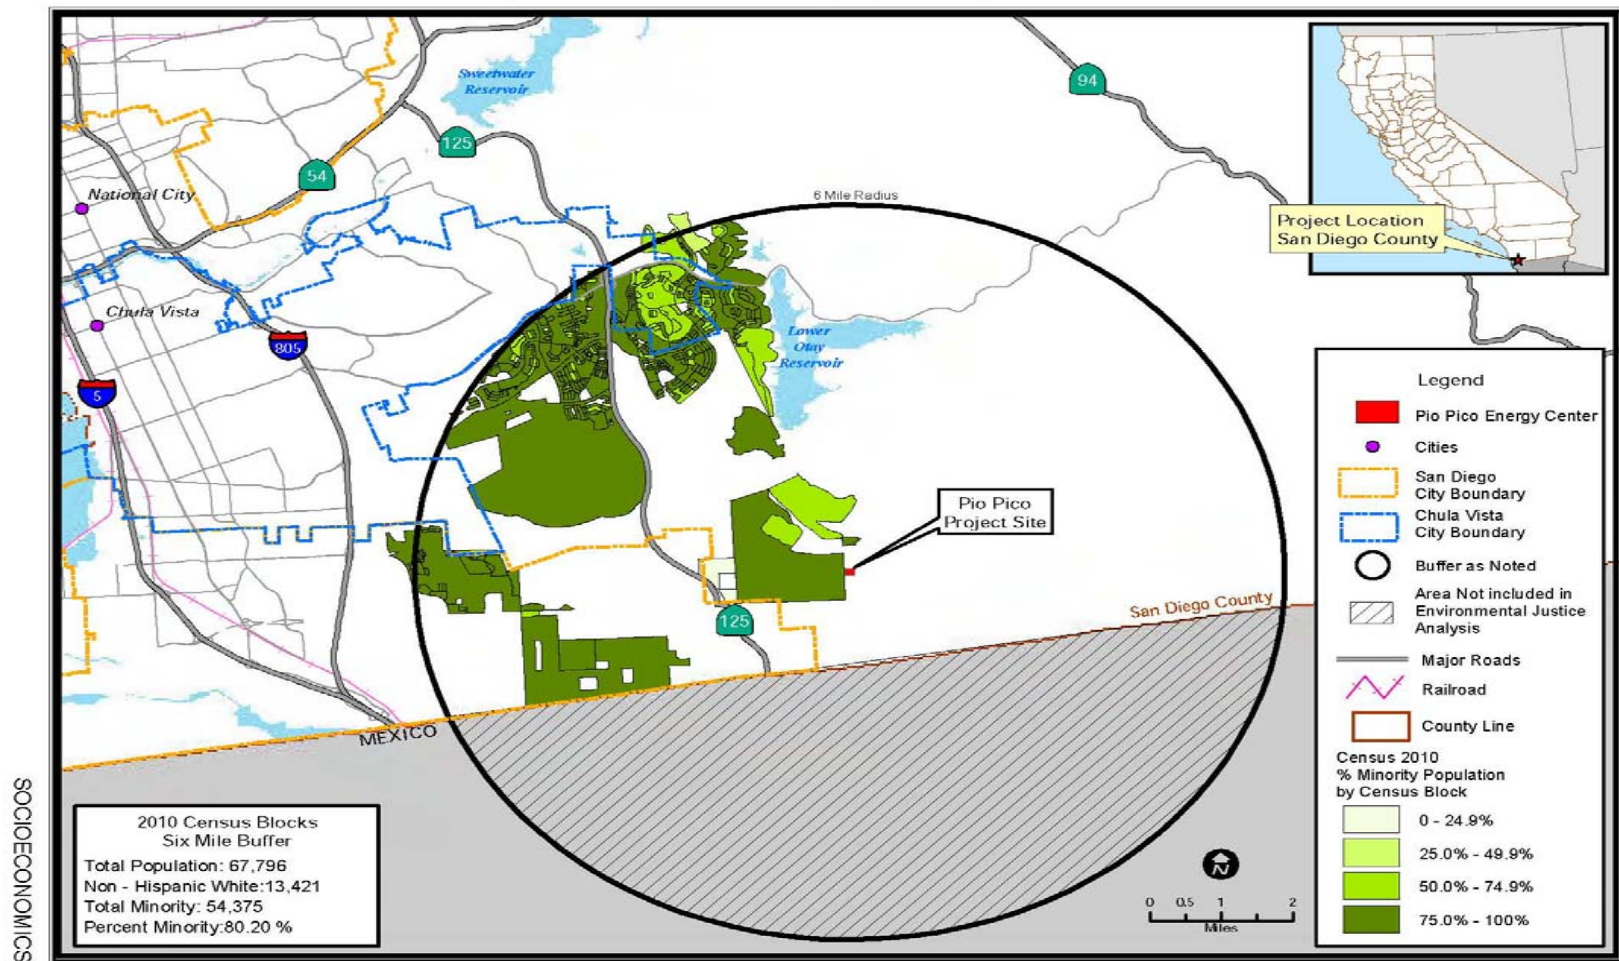 SOCIOECONOMICS
Sweetwater
Reservoir
94
125
54
National City
6 Mile Radius
Project Location
San Diego County
Chula Vista
805
5
Lower
Otay
Reservoir
Pio Pico
Project Site
125
San Diego County
MEXICO
2010 Census Blocks
Six Mile Buffer
Total Population: 67,796
Non - Hispanic White:13,421
Total Minority: 54,375
Percent Minority:80.20 %
N
0 0.5 1 2
Miles
Legend
Pio Pico Energy Center
Cities
San Diego
City Boundary
Chula Vista
City Boundary
Buffer as Noted
Area Not included in
Environmental Justice
Analysis
Major Roads
Railroad
County Line
Census 2010
% Minority Population
by Census Block
0 - 24.9%
25.0% - 49.9%
50.0% - 74.9%
75.0% - 100%